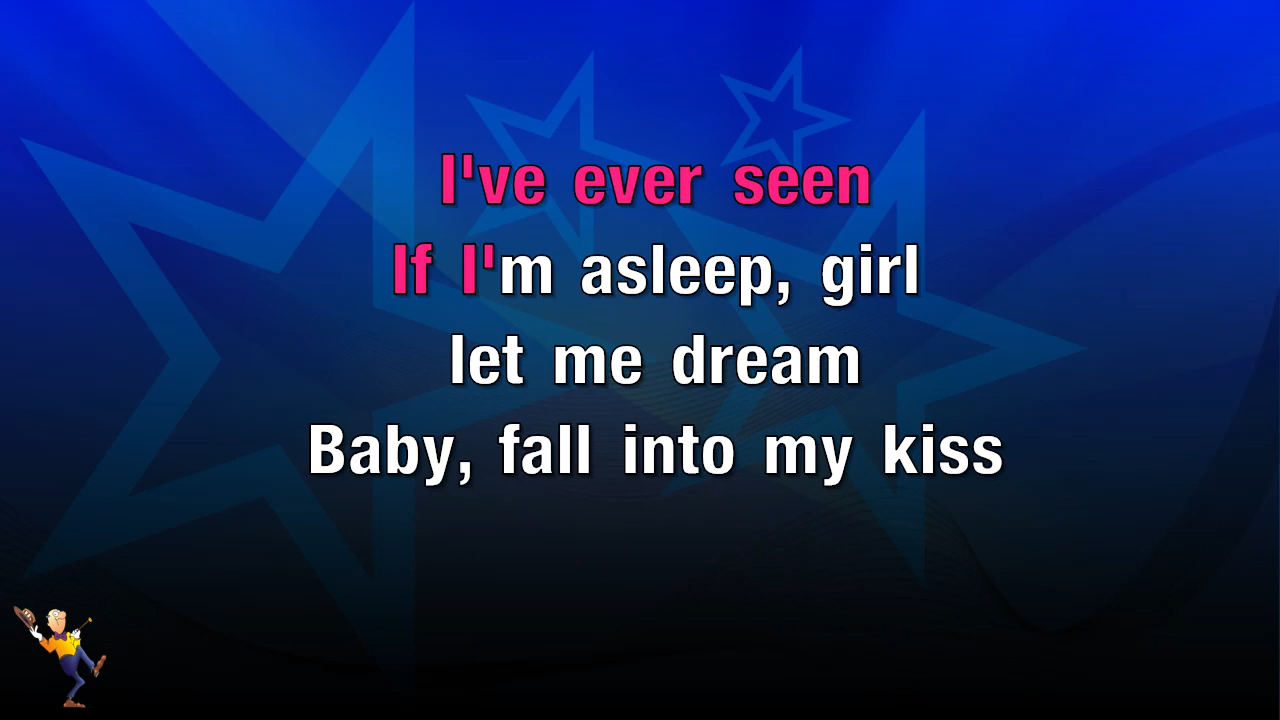 I've ever seen
If I'm asleep, girl
let me dream
Baby, fall into my kiss